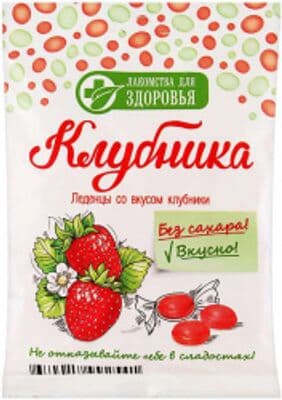 ЛАКОМСТВА ДЛЯ
ЗДОРОВЬЯ
Клубника
Леденцы со вкусом клубники
Без сахара!
√ Вкусно!
Не отказывайте себе в сладостях!